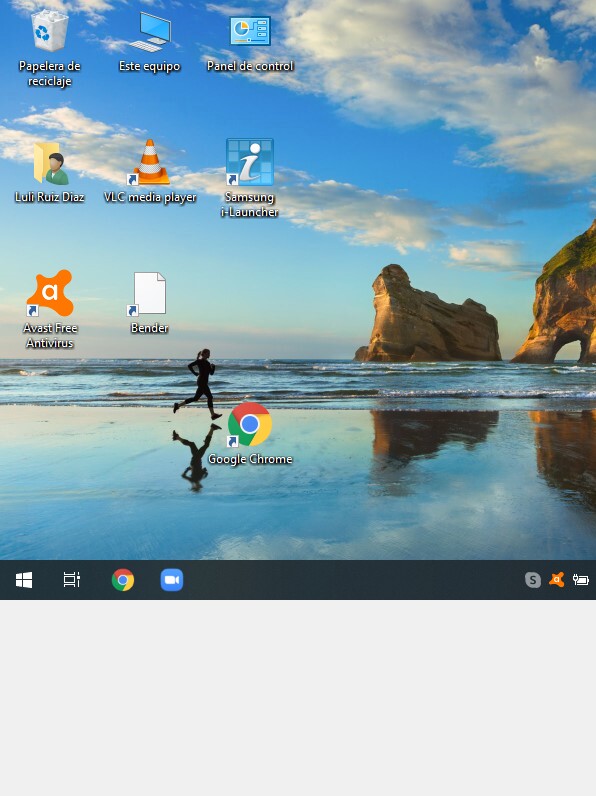 Papelera de
reciclaje
Este equipo
Panel de control
Luli Ruiz Diaz
VLC media player
Samsung
i-Launcher
Avast Free
Antivirus
Bender
Google Chrome